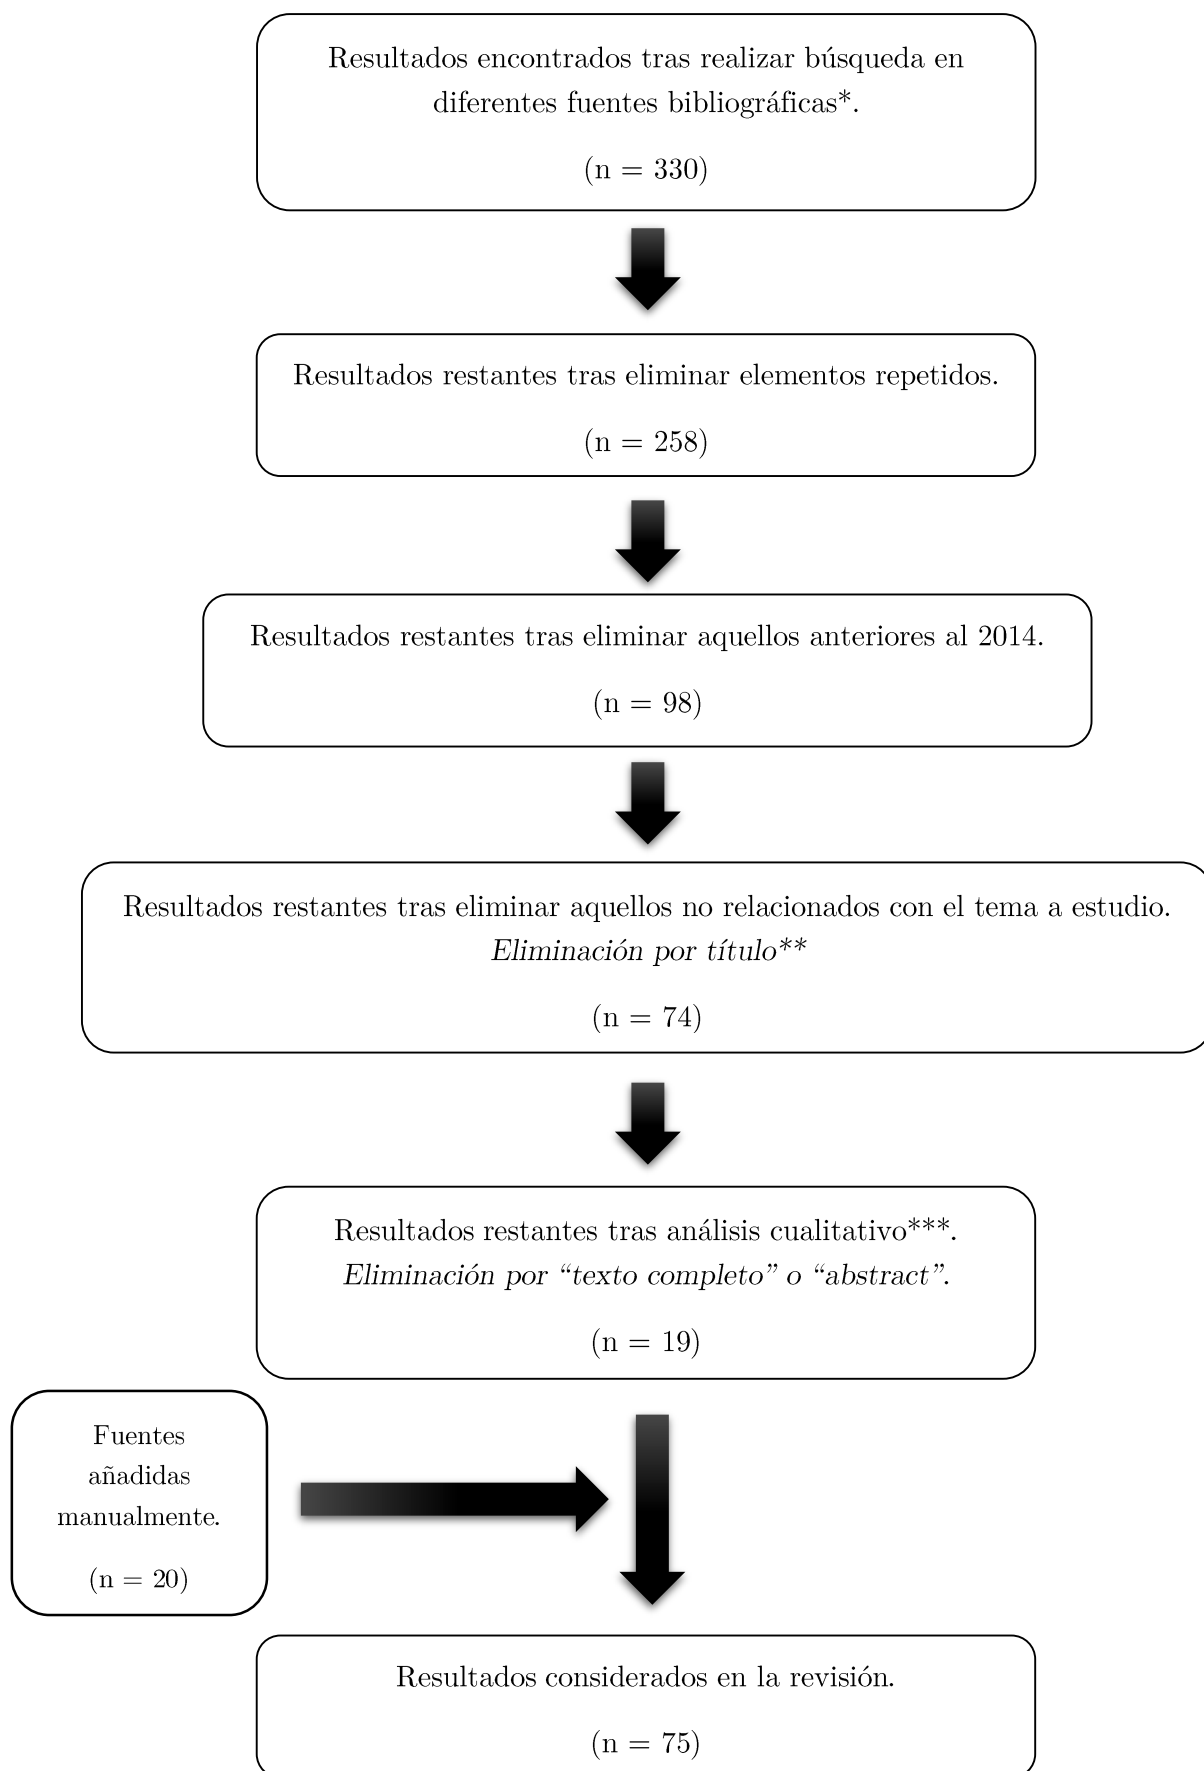 Resultados encontrados tras realizar búsqueda en
diferentes fuentes bibliográficas*.
(n = 330)
Resultados restantes tras eliminar elementos repetidos.
(n = 258)
Resultados restantes tras eliminar aquellos anteriores al 2014.
(n = 98)
Resultados restantes tras eliminar aquellos no relacionados con el tema a estudio.
Eliminación por título**
(n = 74)
Resultados restantes tras análisis cualitativo***.
Eliminación por “texto completo” o “abstract”.
(n = 19)
Fuentes
añadidas
manualmente.
(n = 20)
Resultados considerados en la revisión.
(n = 75)